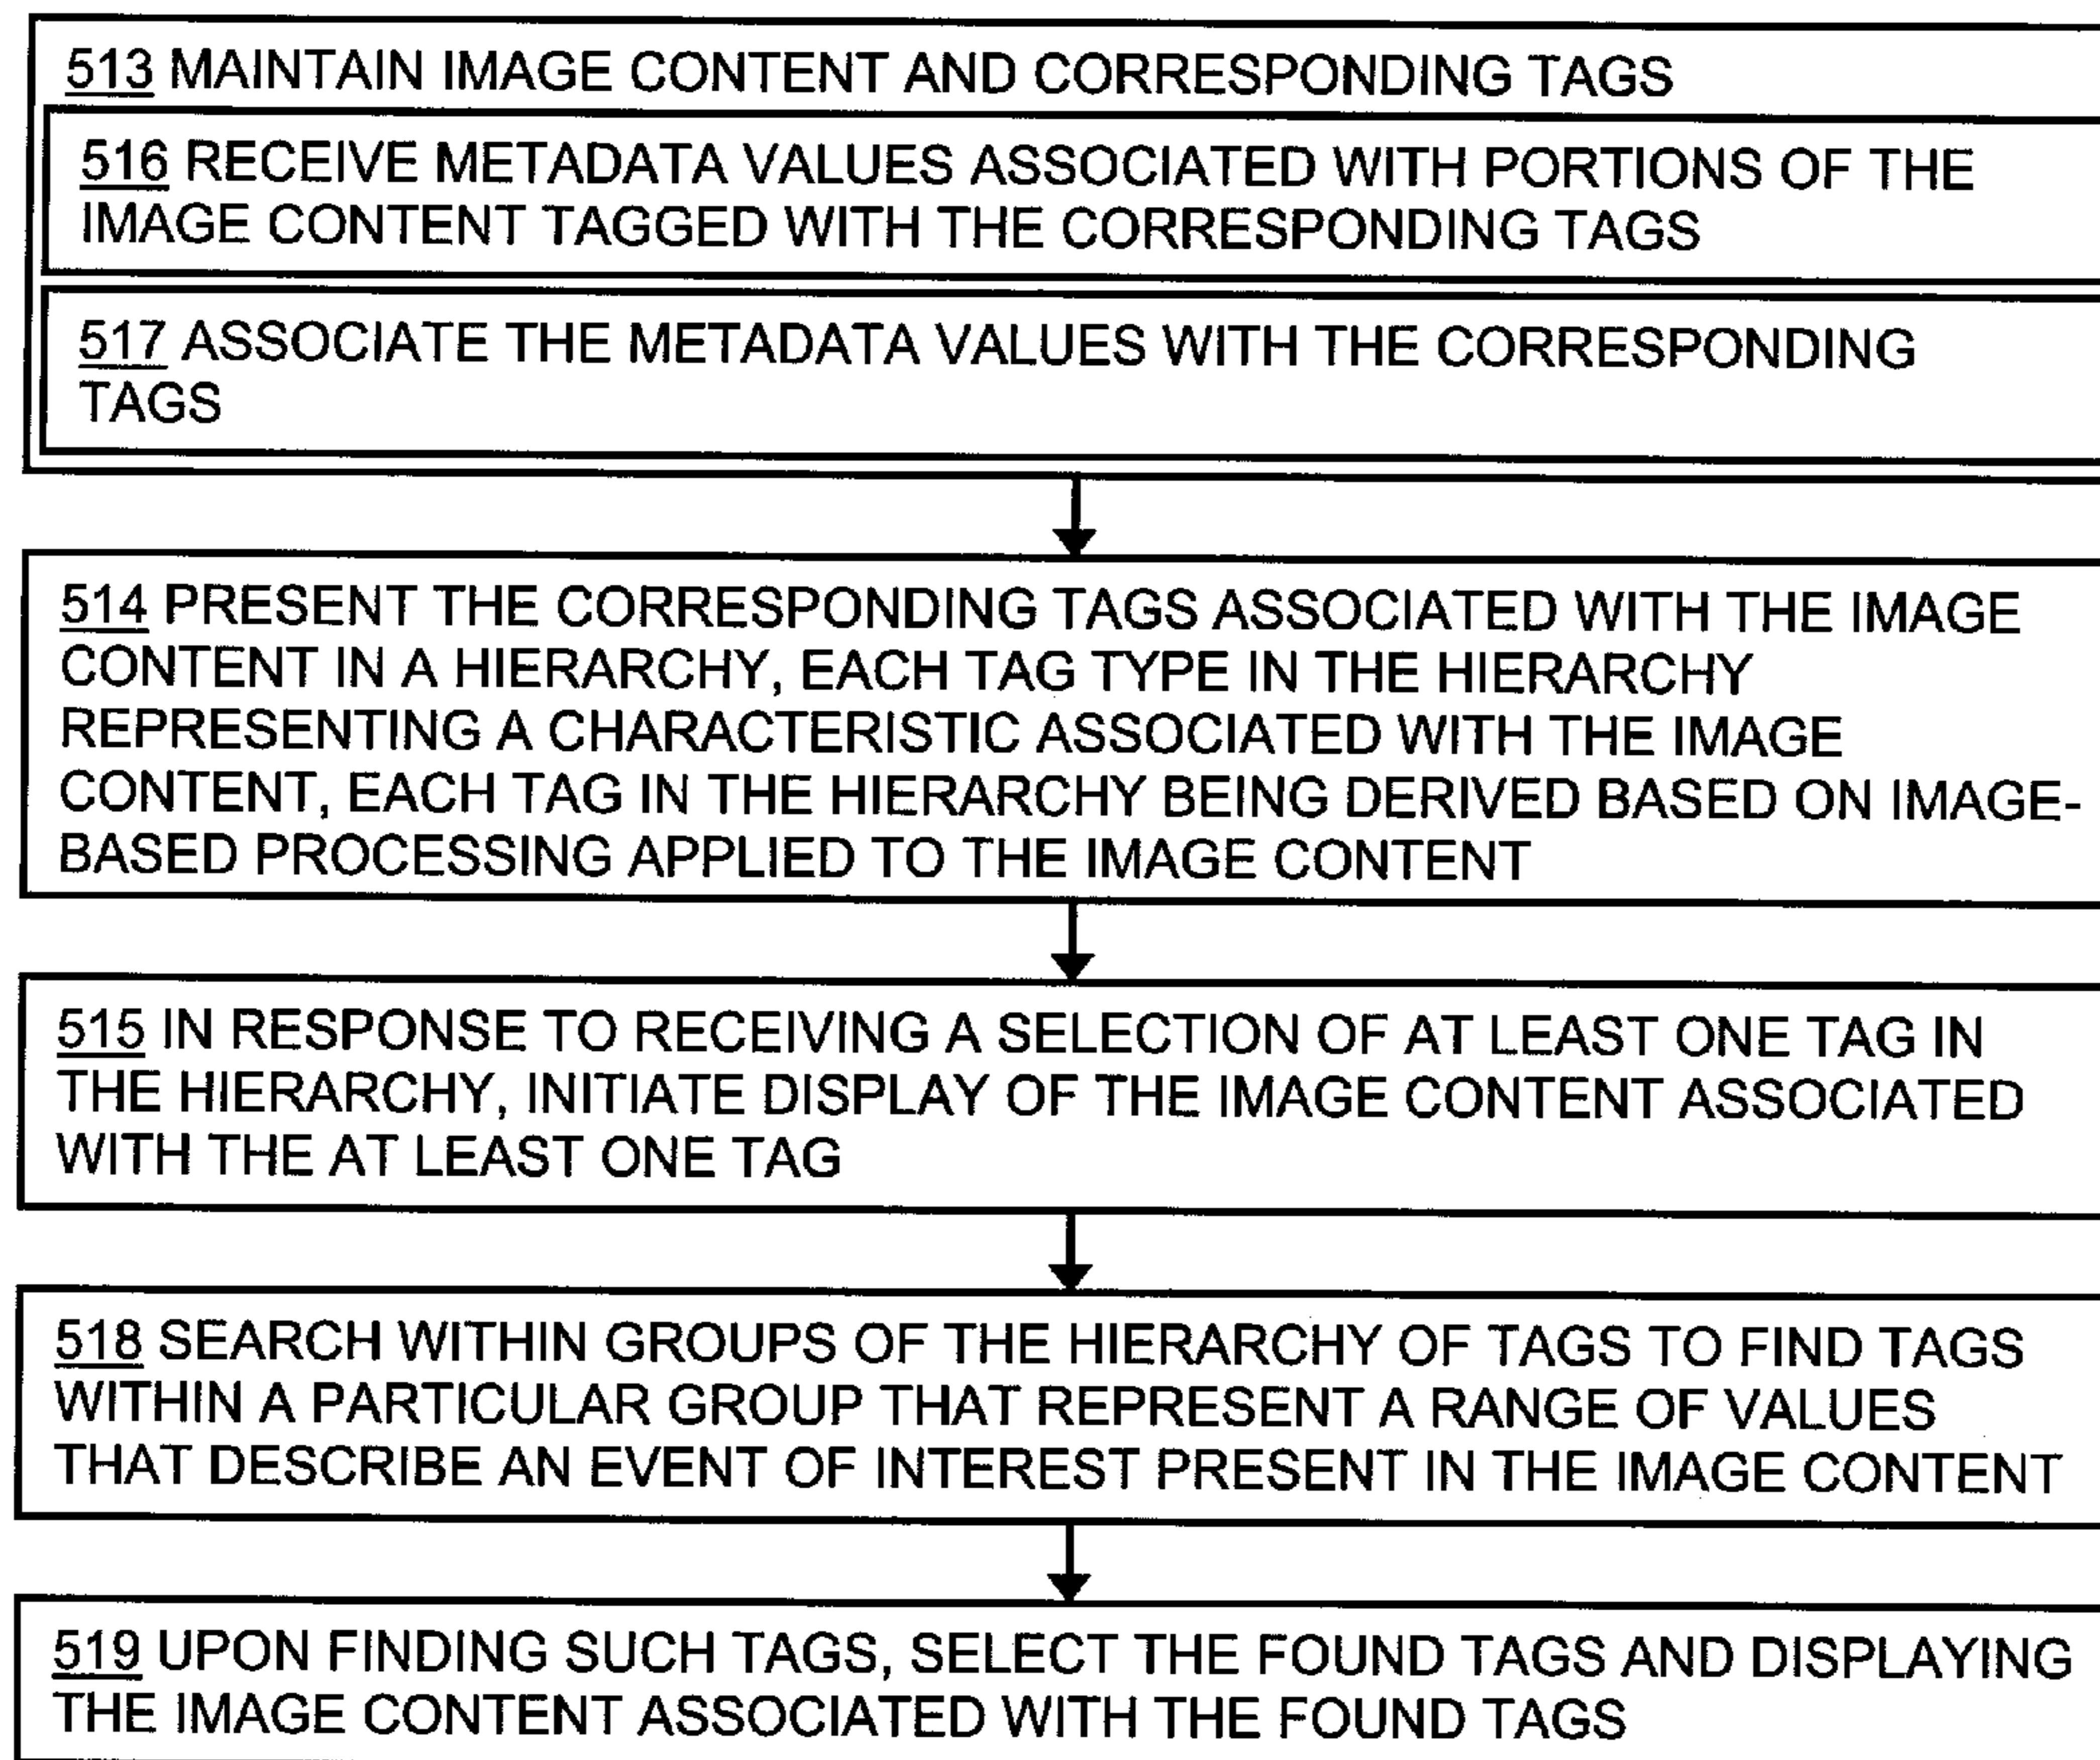 513 MAINTAIN IMAGE CONTENT AND CORRESPONDING TAGS
516 RECEIVE METADATA VALUES ASSOCIATED WITH PORTIONS OF THE
IMAGE CONTENT TAGGED WITH THE CORRESPONDING TAGS
517 ASSOCIATE THE METADATA VALUES WITH THE CORRESPONDING
TAGS
514 PRESENT THE CORRESPONDING TAGS ASSOCIATED WITH THE IMAGE
CONTENT IN A HIERARCHY, EACH TAG TYPE IN THE HIERARCHY
REPRESENTING A CHARACTERISTIC ASSOCIATED WITH THE IMAGE
CONTENT, EACH TAG IN THE HIERARCHY BEING DERIVED BASED ON IMAGE-
BASED PROCESSING APPLIED TO THE IMAGE CONTENT
515 IN RESPONSE TO RECEIVING A SELECTION OF AT LEAST ONE TAG IN
THE HIERARCHY, INITIATE DISPLAY OF THE IMAGE CONTENT ASSOCIATED
WITH THE AT LEAST ONE TAG
518 SEARCH WITHIN GROUPS OF THE HIERARCHY OF TAGS TO FIND TAGS
WITHIN A PARTICULAR GROUP THAT REPRESENT A RANGE OF VALUES
THAT DESCRIBE AN EVENT OF INTEREST PRESENT IN THE IMAGE CONTENT
519 UPON FINDING SUCH TAGS, SELECT THE FOUND TAGS AND DISPLAYING
THE IMAGE CONTENT ASSOCIATED WITH THE FOUND TAGS